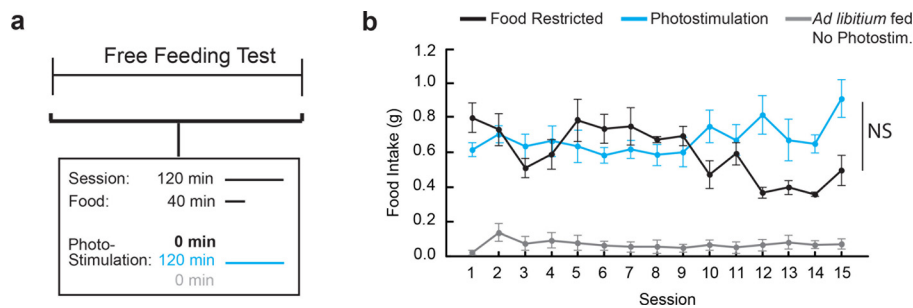 a
Free Feeding Test
Session: 120 min
Food: 40 min
Photo- 0 min
Stimulation: 120 min
0 min
b
Food Restricted Photostimulation Ad libitium fed
No Photostim.
Food Intake (g)
1.2
1.0
0.8
0.6
0.4
0.2
0.0
NS
1 2 3 4 5 6 7 8 9 10 11 12 13 14 15
Session